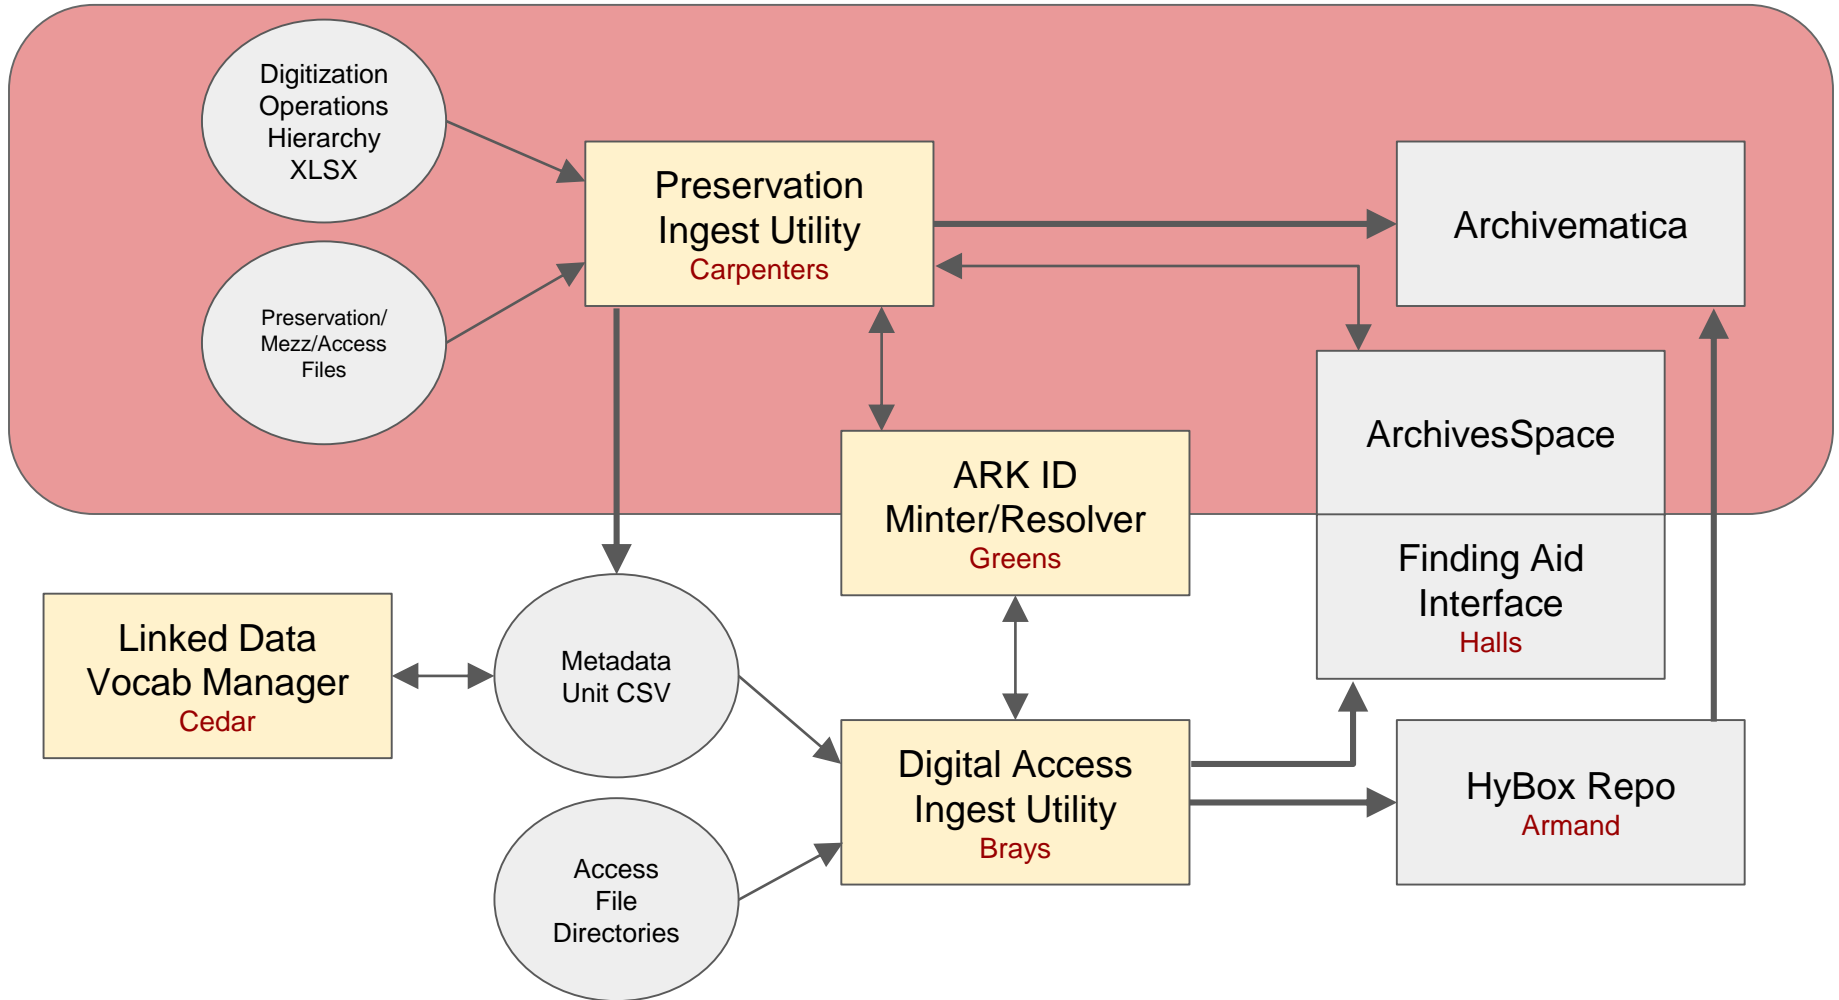 Digitization
Operations
Hierarchy
XLSX
Preservation
Ingest Utility
Carpenters
Archivematica
Preservation/
Mezz/Access
Files
ArchivesSpace
ARK ID
Minter/Resolver
Greens
Finding Aid
Interface
Halls
Linked Data
Vocab Manager
Cedar
Metadata
Unit CSV
Digital Access
Ingest Utility
Brays
HyBox Repo
Armand
Access
File
Directories